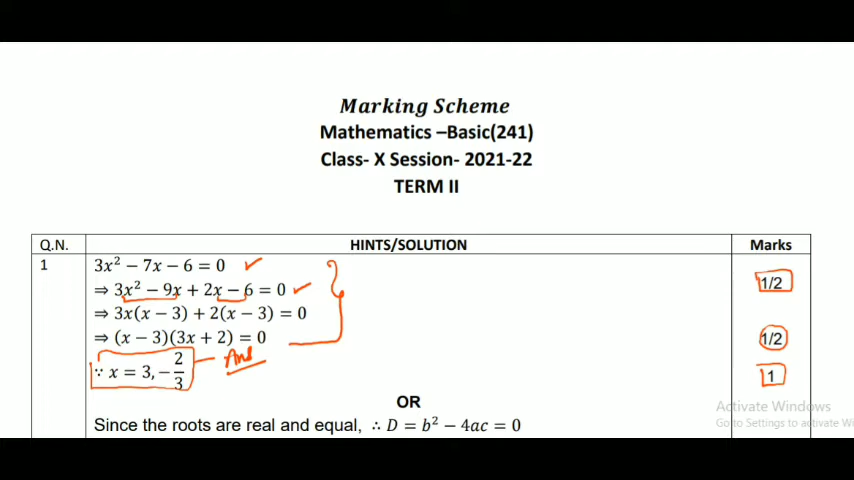 Marking Scheme
Mathematics –Basic(241)
Class- X Session- 2021-22
TERM II
Q.N. HINTS/SOLUTION Marks
1 3x² − 7x − 6 = 0
⇒ 3x² − 9x + 2x − 6 = 0 1/2
⇒ 3x(x − 3) + 2(x − 3) = 0
⇒ (x − 3)(3x + 2) = 0 1/2
∵ x = 3, −2/3 Ans 1
OR
Since the roots are real and equal, ∴ D = b² − 4ac = 0
Activate Windows
Go to Settings to activate Wi